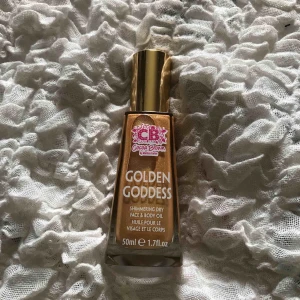 CB
GOLDEN
GODDESS
SHIMMERING DRY
FACE & BODY OIL
HUILE POUR LE
VISAGE ET LE CORPS
50ml e 1.7fl.oz